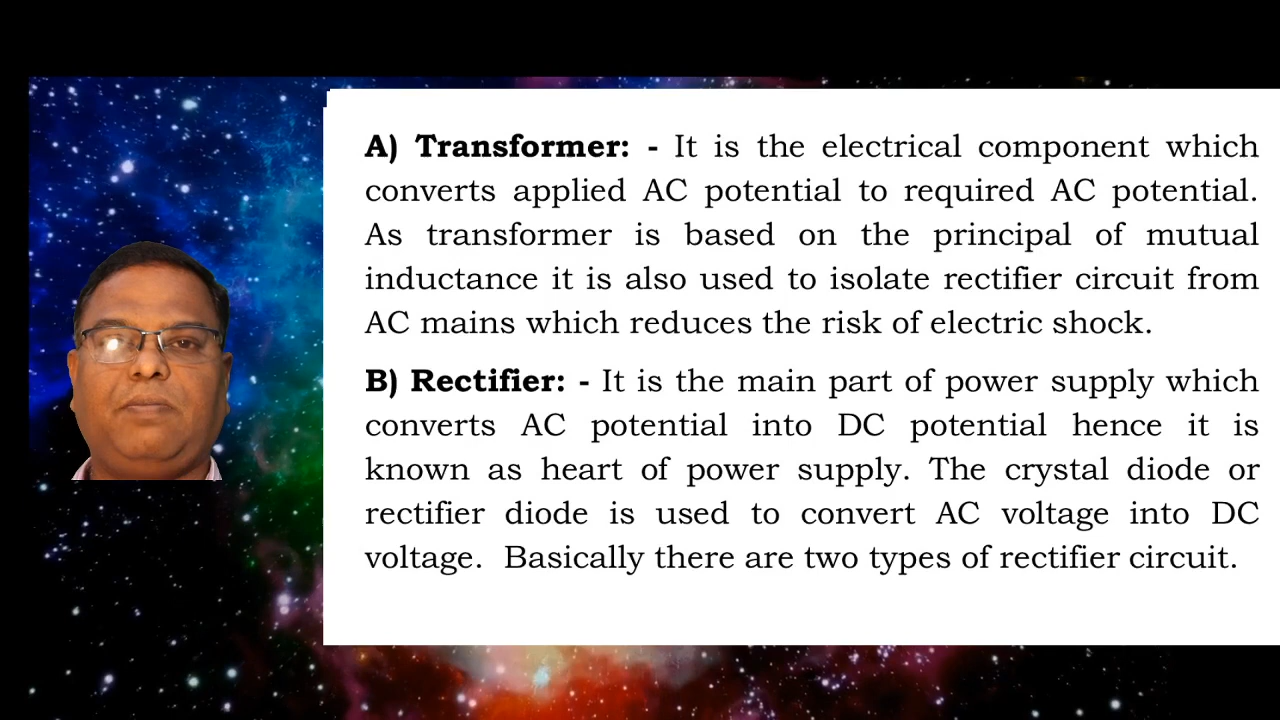 A) Transformer: - It is the electrical component which
converts applied AC potential to required AC potential.
As transformer is based on the principal of mutual
inductance it is also used to isolate rectifier circuit from
AC mains which reduces the risk of electric shock.
B) Rectifier: - It is the main part of power supply which
converts AC potential into DC potential hence it is
known as heart of power supply. The crystal diode or
rectifier diode is used to convert AC voltage into DC
voltage.  Basically there are two types of rectifier circuit.